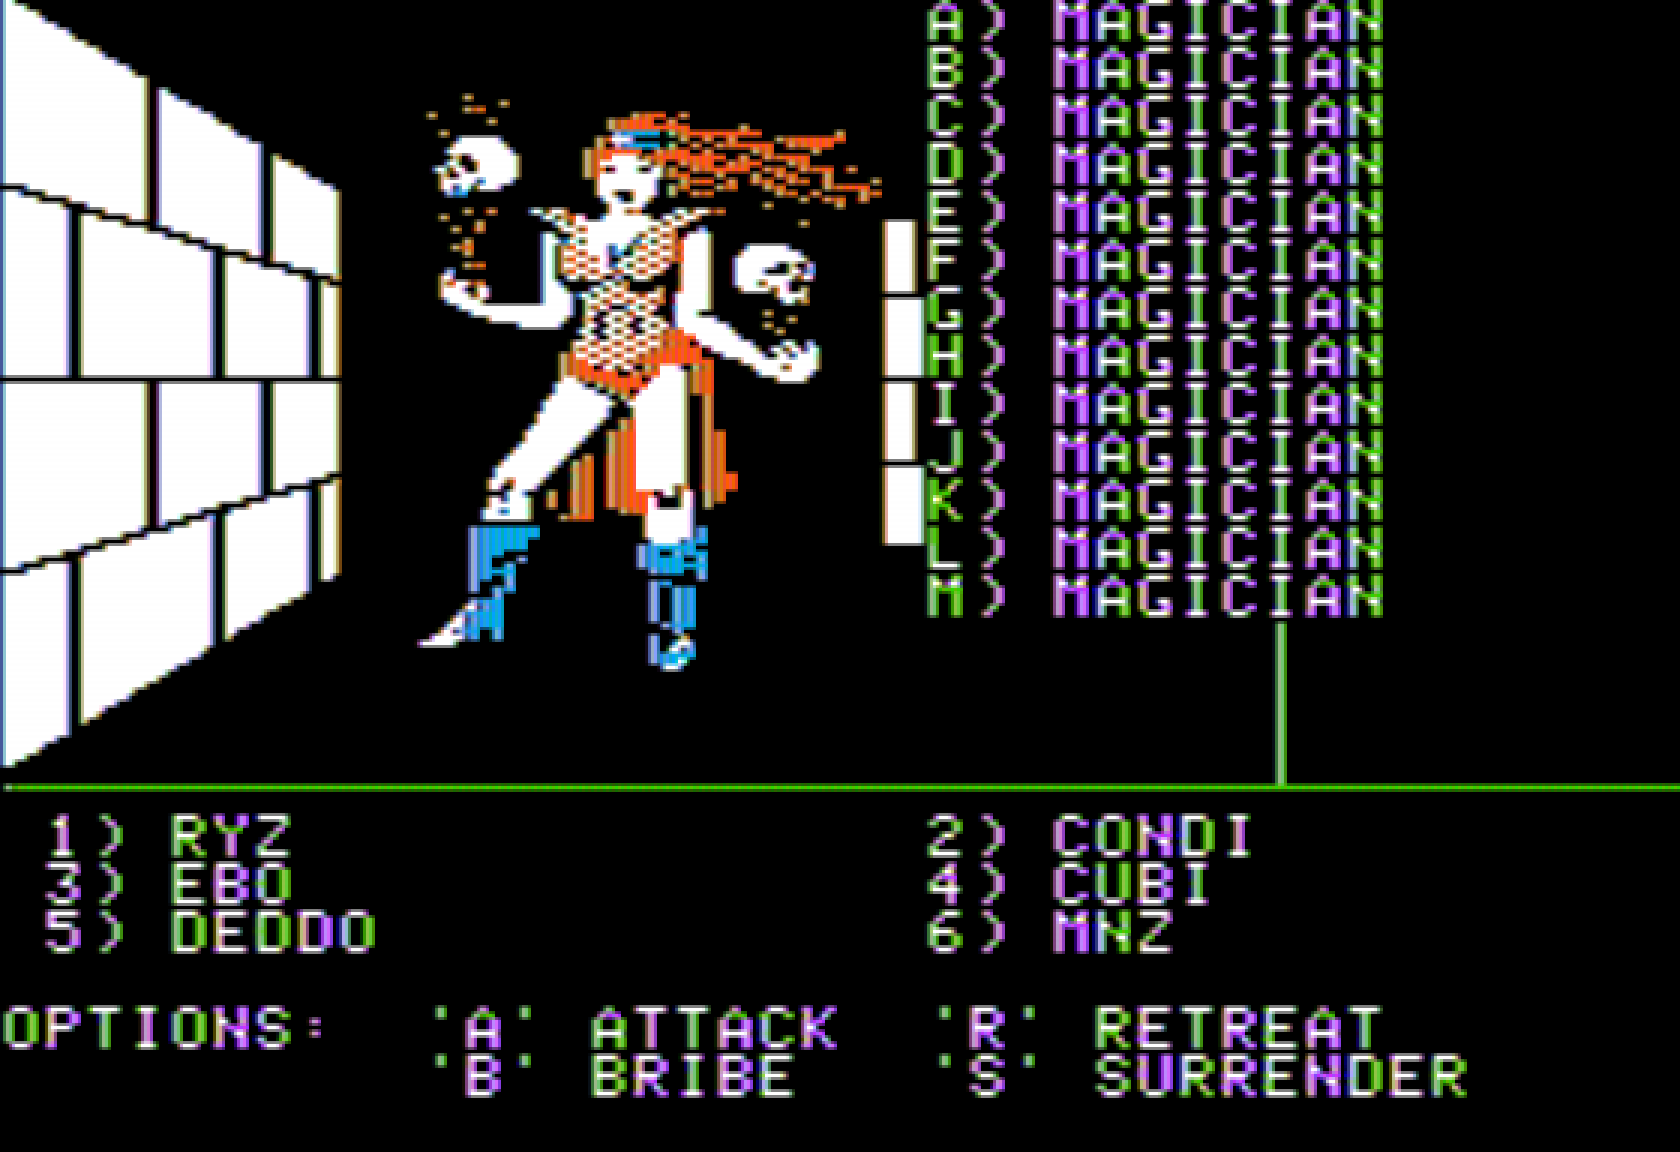 A) MAGICIAN
B) MAGICIAN
C) MAGICIAN
D) MAGICIAN
E) MAGICIAN
F) MAGICIAN
G) MAGICIAN
H) MAGICIAN
I) MAGICIAN
J) MAGICIAN
K) MAGICIAN
L) MAGICIAN
M) MAGICIAN
1) RYZ 2) CONDI
3) EBO 4) CUBI
5) DEDDO 6) MNZ
OPTIONS: 'A' ATTACK 'R' RETREAT
'B' BRIBE 'S' SURRENDER